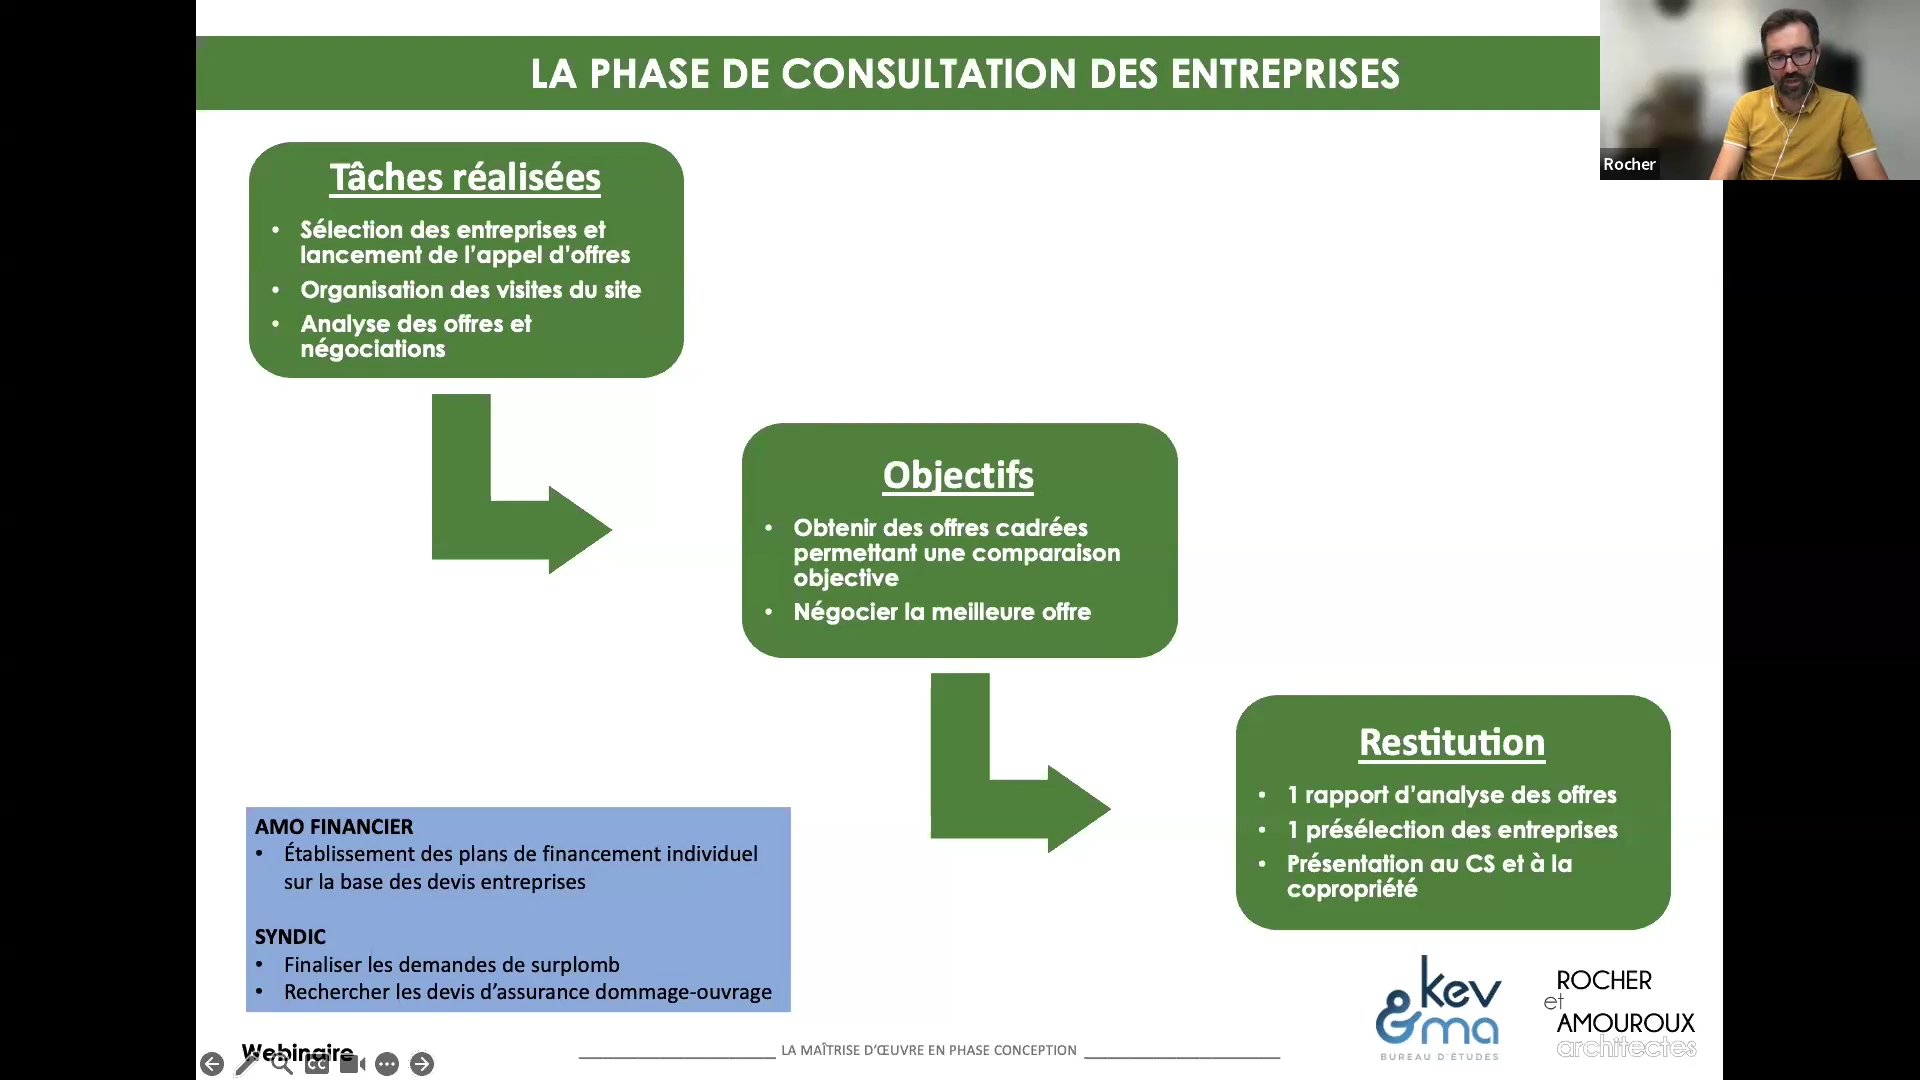 LA PHASE DE CONSULTATION DES ENTREPRISES
Rocher
Tâches réalisées
• Sélection des entreprises et
lancement de l'appel d'offres
• Organisation des visites du site
• Analyse des offres et
négociations
Objectifs
• Obtenir des offres cadrées
permettant une comparaison
objective
• Négocier la meilleure offre
Restitution
• 1 rapport d'analyse des offres
• 1 présélection des entreprises
• Présentation au CS et à la
copropriété
AMO FINANCIER
• Établissement des plans de financement individuel
sur la base des devis entreprises
SYNDIC
• Finaliser les demandes de surplomb
• Rechercher les devis d'assurance dommage-ouvrage
kev
&ma
BUREAU D'ÉTUDES
ROCHER
et
AMOUROUX
architectes
Webinaire
CC
LA MAÎTRISE D'ŒUVRE EN PHASE CONCEPTION